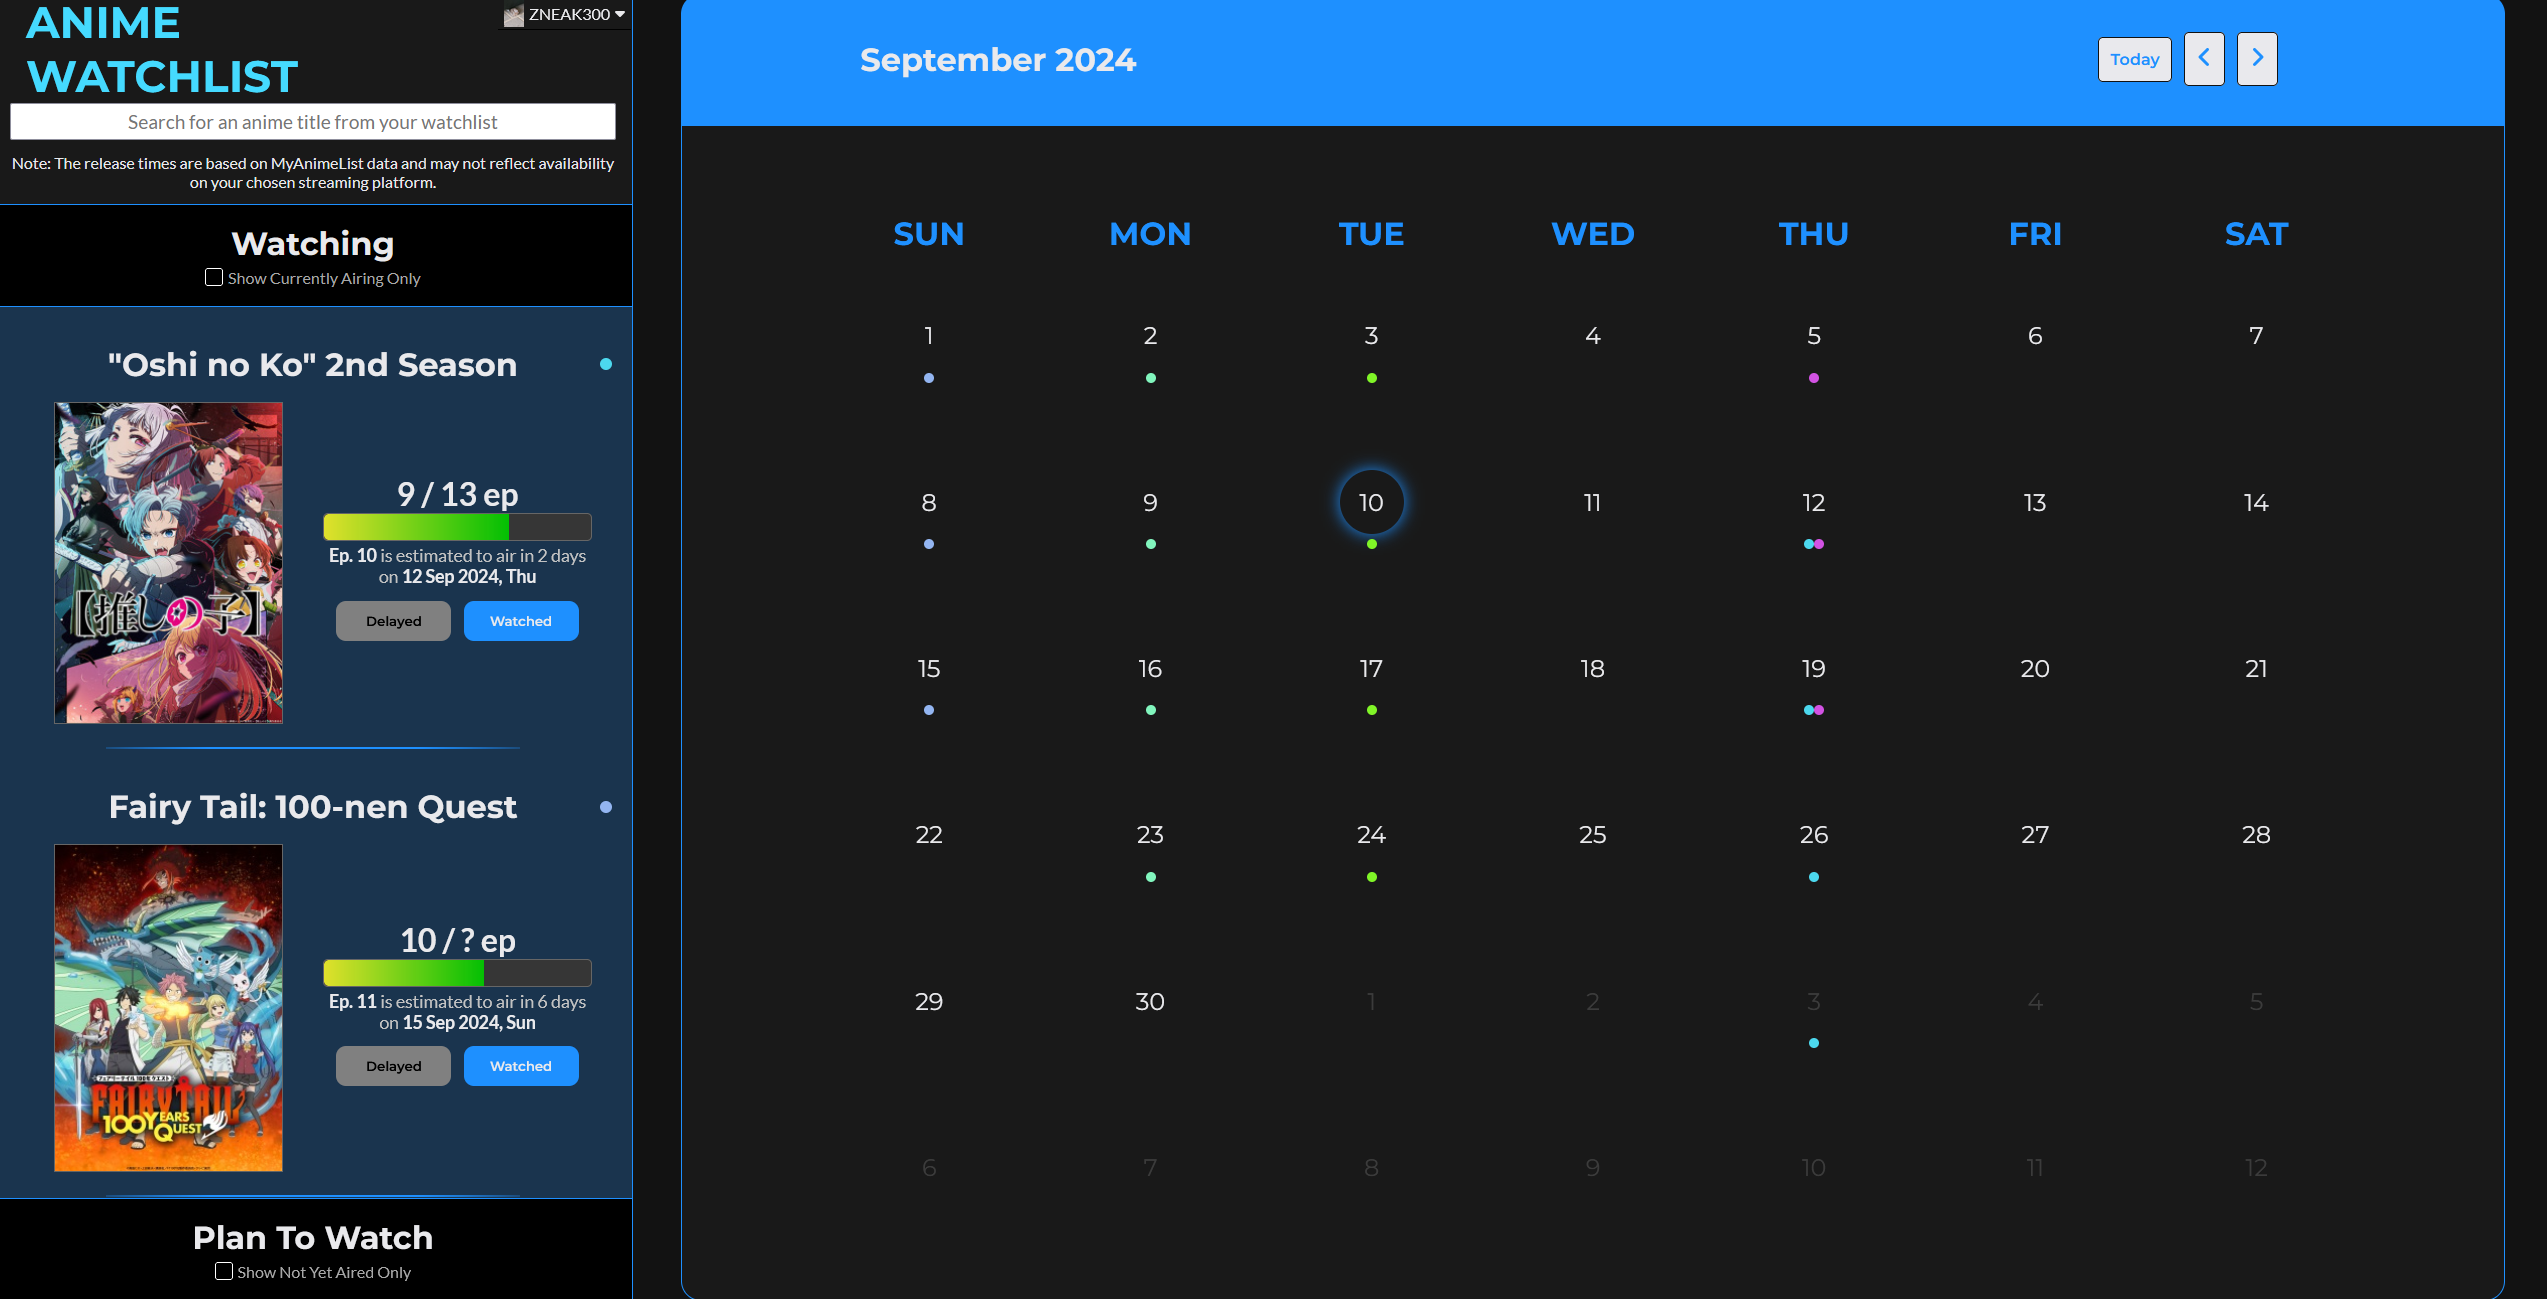 ANIME
WATCHLIST
ZNEAK300
Search for an anime title from your watchlist
Note: The release times are based on MyAnimeList data and may not reflect availability
on your chosen streaming platform.
Watching
Show Currently Airing Only
"Oshi no Ko" 2nd Season
【推しの子】
9 / 13 ep
Ep. 10 is estimated to air in 2 days
on 12 Sep 2024, Thu
Delayed Watched
Fairy Tail: 100-nen Quest
FAIRY TAIL
100 YEARS
QUEST
10 / ? ep
Ep. 11 is estimated to air in 6 days
on 15 Sep 2024, Sun
Delayed Watched
Plan To Watch
Show Not Yet Aired Only
September 2024
Today
SUN MON TUE WED THU FRI SAT
1 2 3 4 5 6 7
8 9 10 11 12 13 14
15 16 17 18 19 20 21
22 23 24 25 26 27 28
29 30 1 2 3 4 5
6 7 8 9 10 11 12